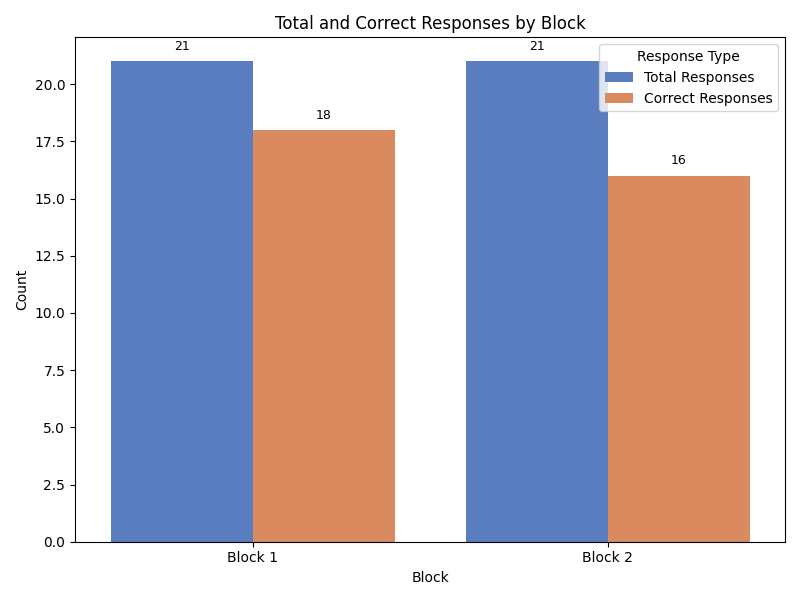 Total and Correct Responses by Block
21
21
18
16
Response Type
Total Responses
Correct Responses
Count
20.0
17.5
15.0
12.5
10.0
7.5
5.0
2.5
0.0
Block 1
Block 2
Block